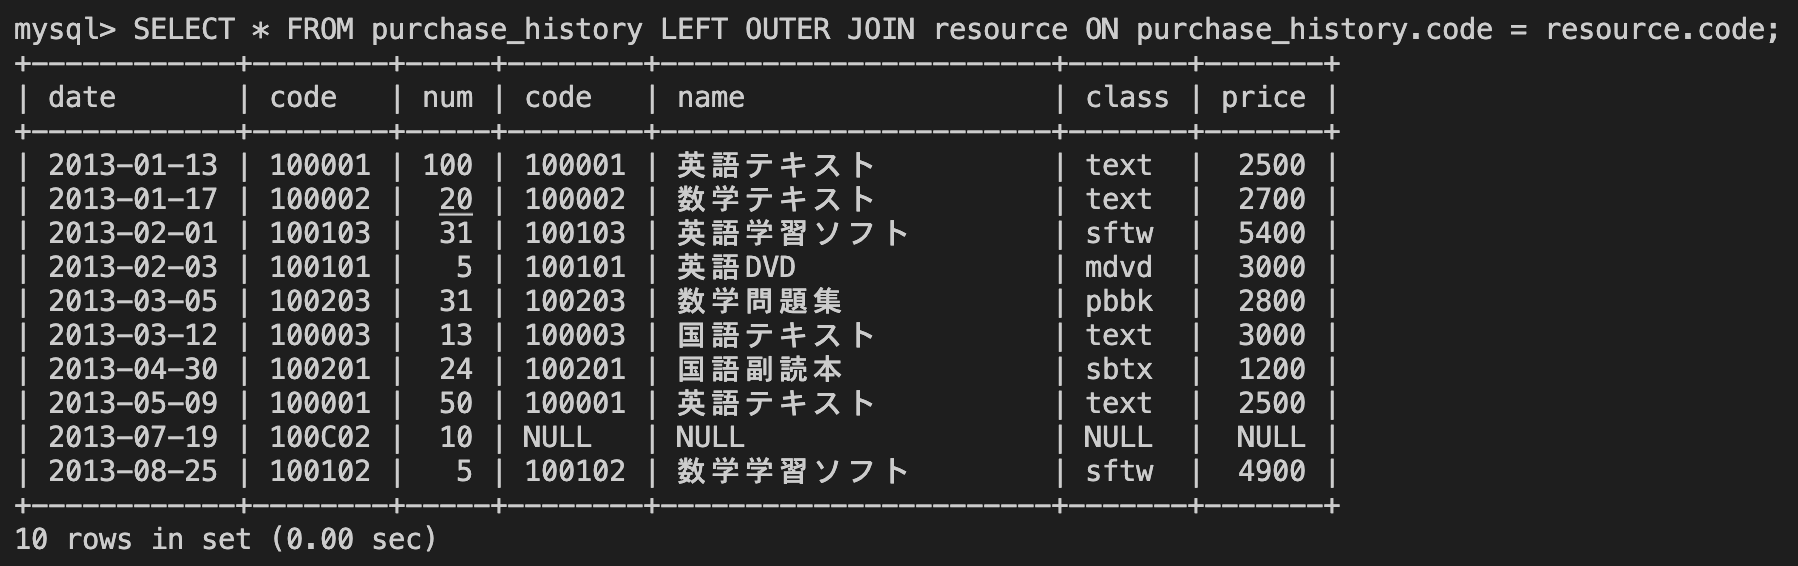 mysql> SELECT * FROM purchase_history LEFT OUTER JOIN resource ON purchase_history.code = resource.code;
+------------+--------+-----+--------+-----------------------+-------+-------+
| date       | code   | num | code   | name                  | class | price |
+------------+--------+-----+--------+-----------------------+-------+-------+
| 2013-01-13 | 100001 | 100 | 100001 | 英語テキスト          | text  | 2500 |
| 2013-01-17 | 100002 |  20 | 100002 | 数学テキスト          | text  | 2700 |
| 2013-02-01 | 100103 |  31 | 100103 | 英語学習ソフト        | sftw  | 5400 |
| 2013-02-03 | 100101 |   5 | 100101 | 英語DVD               | mdvd  | 3000 |
| 2013-03-05 | 100203 |  31 | 100203 | 数学問題集            | pbbk  | 2800 |
| 2013-03-12 | 100003 |  13 | 100003 | 国語テキスト          | text  | 3000 |
| 2013-04-30 | 100201 |  24 | 100201 | 国語副読本            | sbtx  | 1200 |
| 2013-05-09 | 100001 |  50 | 100001 | 英語テキスト          | text  | 2500 |
| 2013-07-19 | 100C02 |  10 | NULL   | NULL                  | NULL  | NULL |
| 2013-08-25 | 100102 |   5 | 100102 | 数学学習ソフト        | sftw  | 4900 |
+------------+--------+-----+--------+-----------------------+-------+-------+
10 rows in set (0.00 sec)